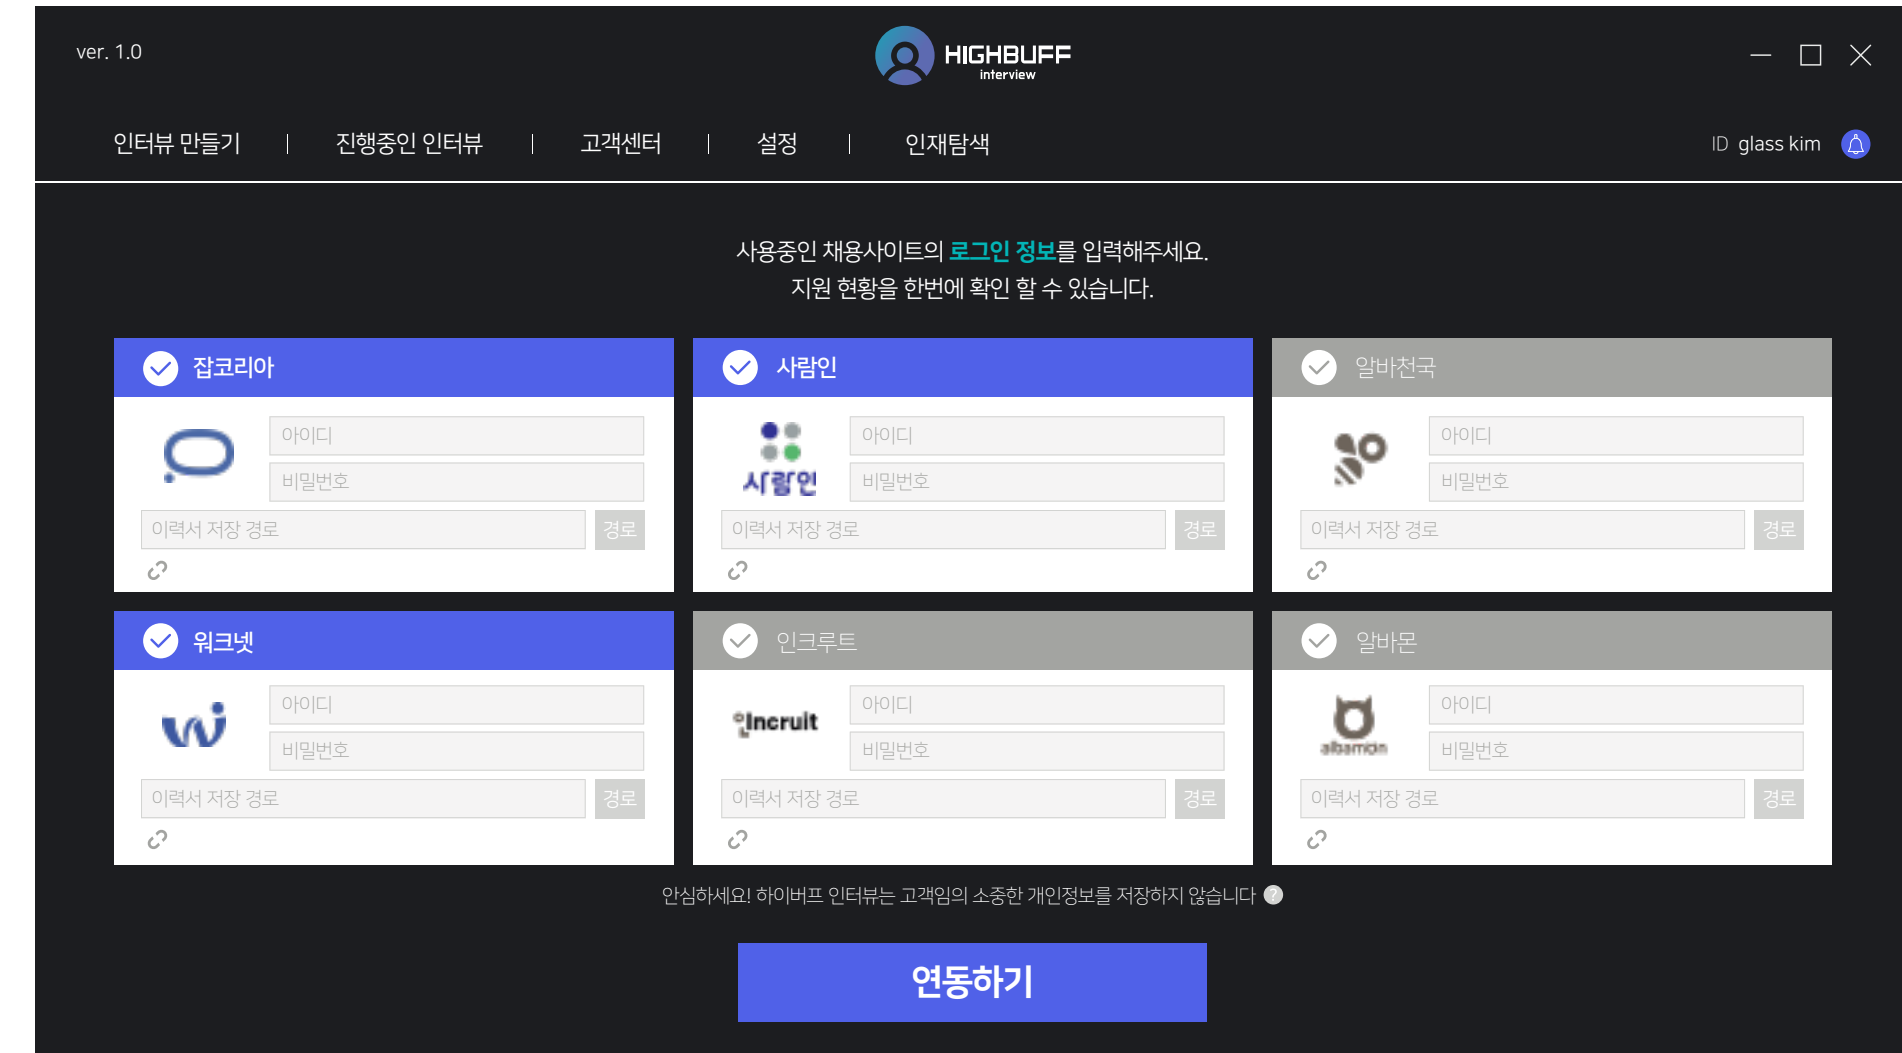 ver. 1.0
HIGHBUFF
interview
인터뷰 만들기 | 진행중인 인터뷰 | 고객센터 | 설정 | 인재탐색
ID glass kim
사용중인 채용사이트의 로그인 정보를 입력해주세요.
지원 현황을 한번에 확인 할 수 있습니다.
잡코리아
아이디
비밀번호
이력서 저장 경로 경로
사람인
사람인
아이디
비밀번호
이력서 저장 경로 경로
알바천국
아이디
비밀번호
이력서 저장 경로 경로
워크넷
아이디
비밀번호
이력서 저장 경로 경로
인크루트
인incruit
아이디
비밀번호
이력서 저장 경로 경로
알바몬
albamon
아이디
비밀번호
이력서 저장 경로 경로
안심하세요! 하이버프 인터뷰는 고객임의 소중한 개인정보를 저장하지 않습니다 ?
연동하기